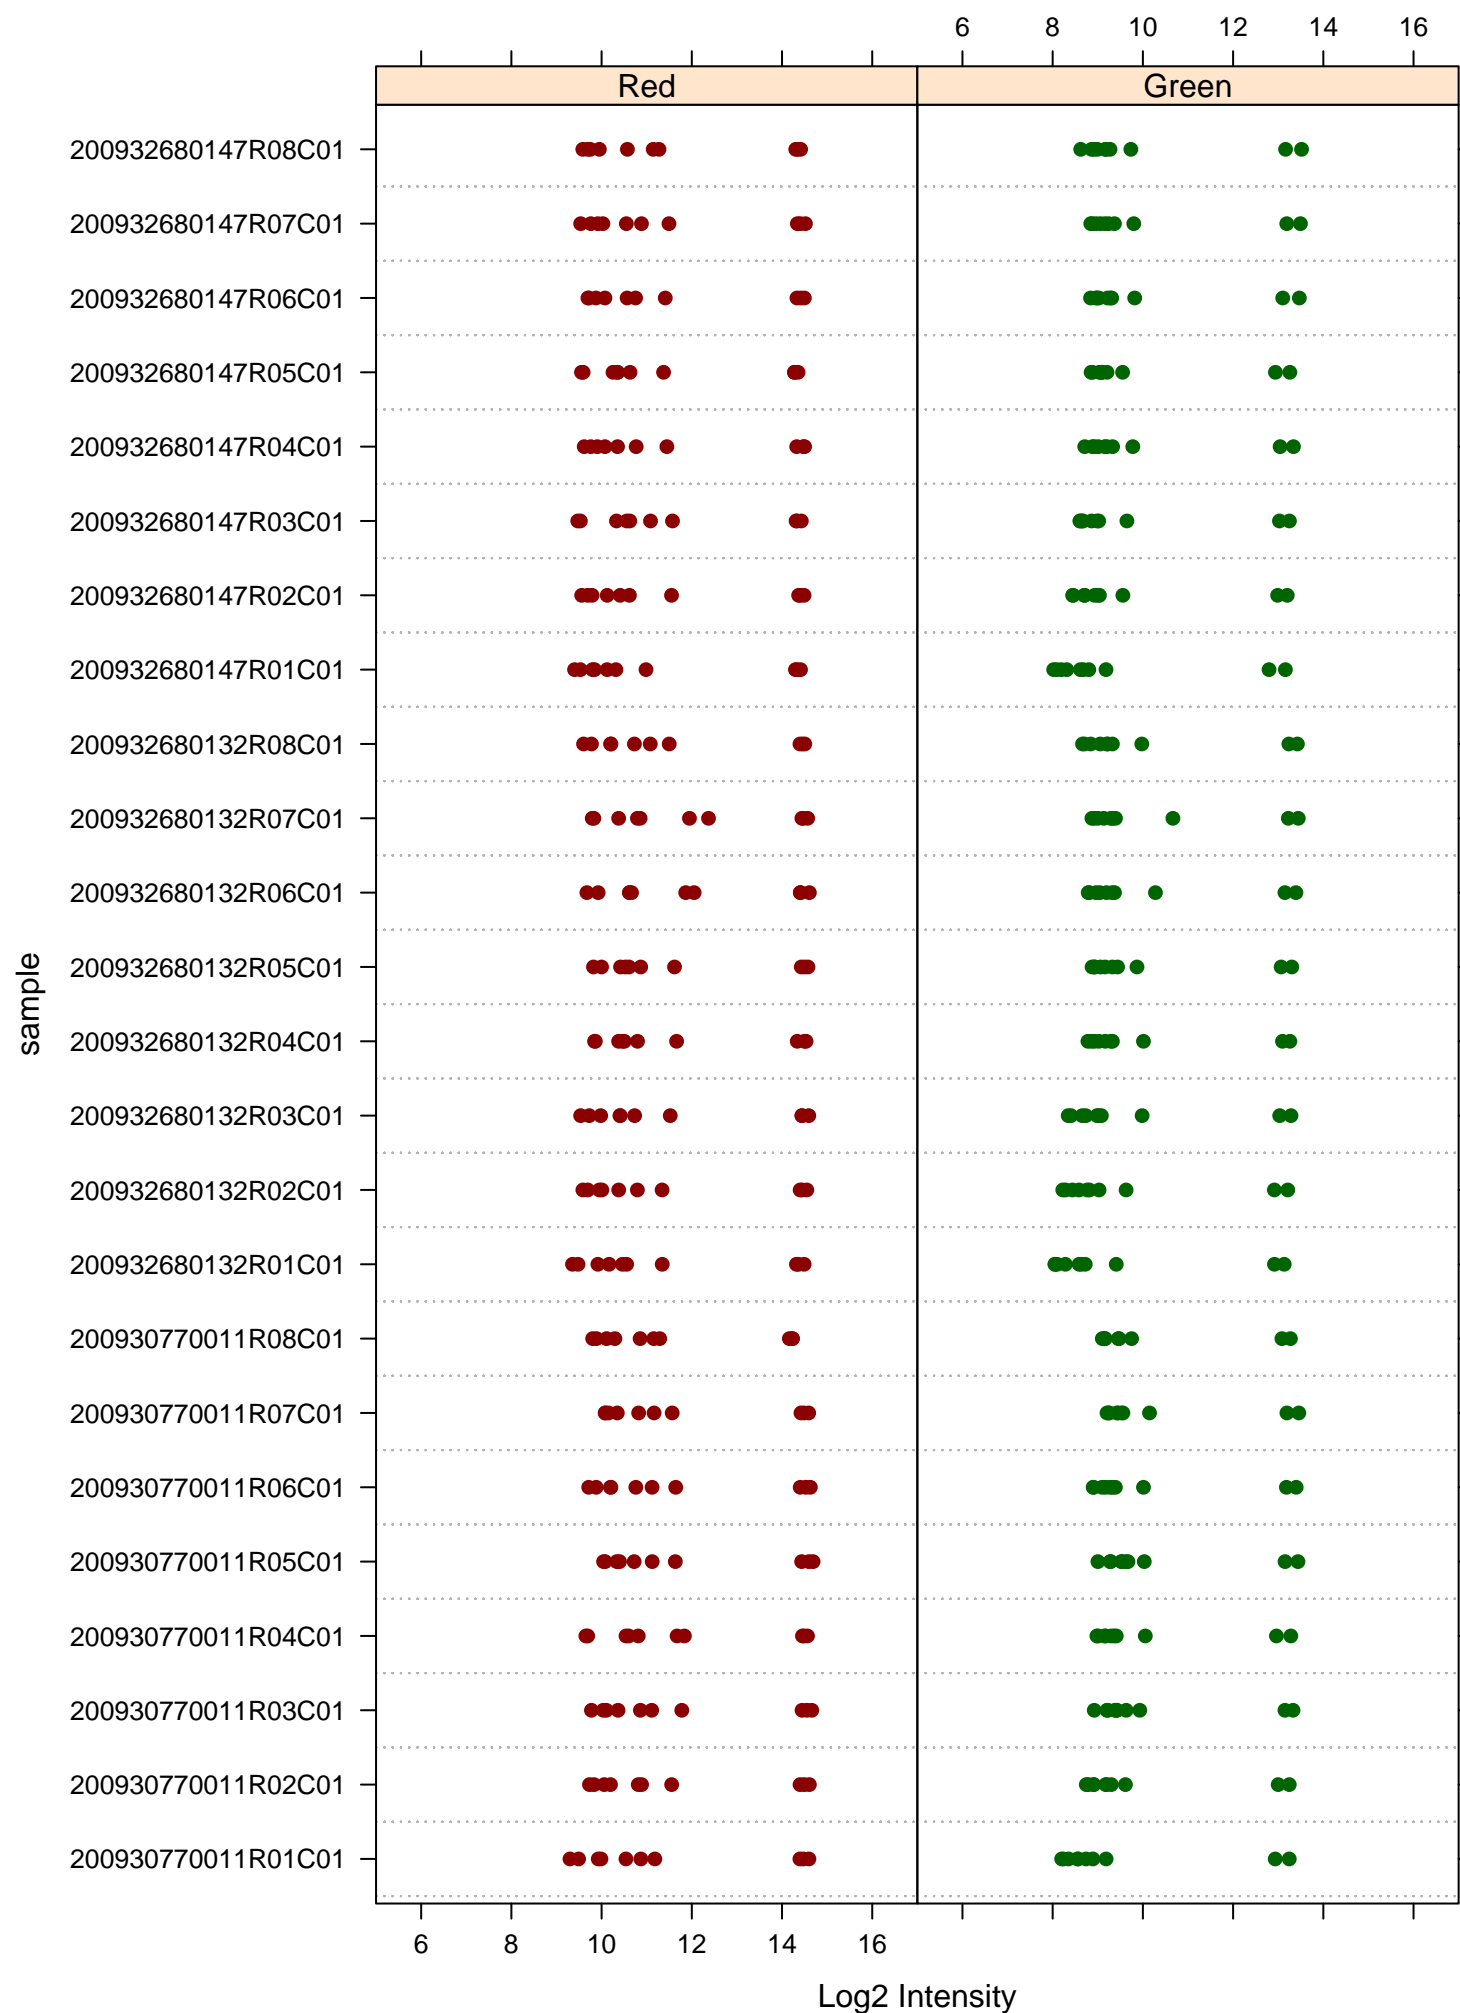 6 8 10 12 14 16
Red Green
200932680147R08C01
200932680147R07C01
200932680147R06C01
200932680147R05C01
200932680147R04C01
200932680147R03C01
200932680147R02C01
200932680147R01C01
200932680132R08C01
200932680132R07C01
200932680132R06C01
200932680132R05C01
200932680132R04C01
200932680132R03C01
200932680132R02C01
200932680132R01C01
200930770011R08C01
200930770011R07C01
200930770011R06C01
200930770011R05C01
200930770011R04C01
200930770011R03C01
200930770011R02C01
200930770011R01C01
sample
6 8 10 12 14 16
Log2 Intensity